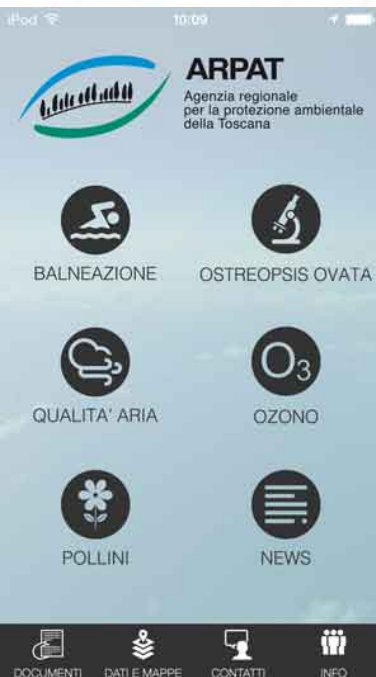 iPod 10:09
ARPAT
Agenzia regionale
per la protezione ambientale
della Toscana
BALNEAZIONE OSTREOPSIS OVATA
O3
QUALITA' ARIA OZONO
POLLINI NEWS
DOCUMENTI DATI E MAPPE CONTATTI INFO